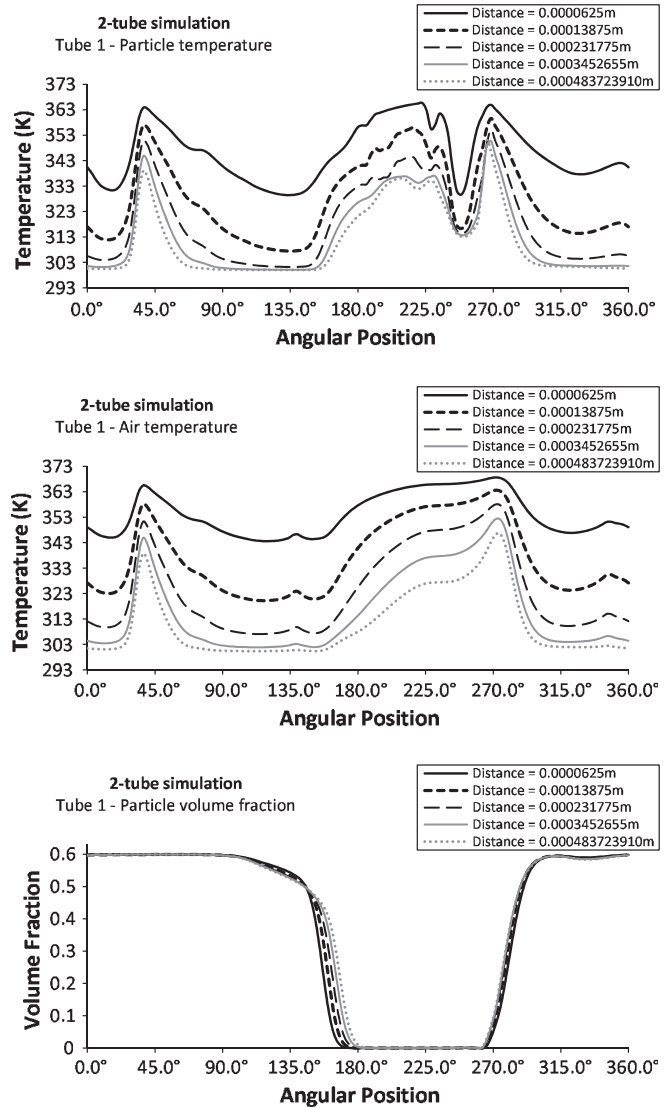 2-tube simulation
Tube 1 - Particle temperature
Distance = 0.0000625m
Distance = 0.00013875m
Distance = 0.000231775m
Distance = 0.0003452655m
Distance = 0.000483723910m
Temperature (K)
373
363
353
343
333
323
313
303
293
0.0° 45.0° 90.0° 135.0° 180.0° 225.0° 270.0° 315.0° 360.0°
Angular Position
2-tube simulation
Tube 1 - Air temperature
Distance = 0.0000625m
Distance = 0.00013875m
Distance = 0.000231775m
Distance = 0.0003452655m
Distance = 0.000483723910m
Temperature (K)
373
363
353
343
333
323
313
303
293
0.0° 45.0° 90.0° 135.0° 180.0° 225.0° 270.0° 315.0° 360.0°
Angular Position
2-tube simulation
Tube 1 - Particle volume fraction
Distance = 0.0000625m
Distance = 0.00013875m
Distance = 0.000231775m
Distance = 0.0003452655m
Distance = 0.000483723910m
Volume Fraction
0.6
0.5
0.4
0.3
0.2
0.1
0
0.0° 45.0° 90.0° 135.0° 180.0° 225.0° 270.0° 315.0° 360.0°
Angular Position